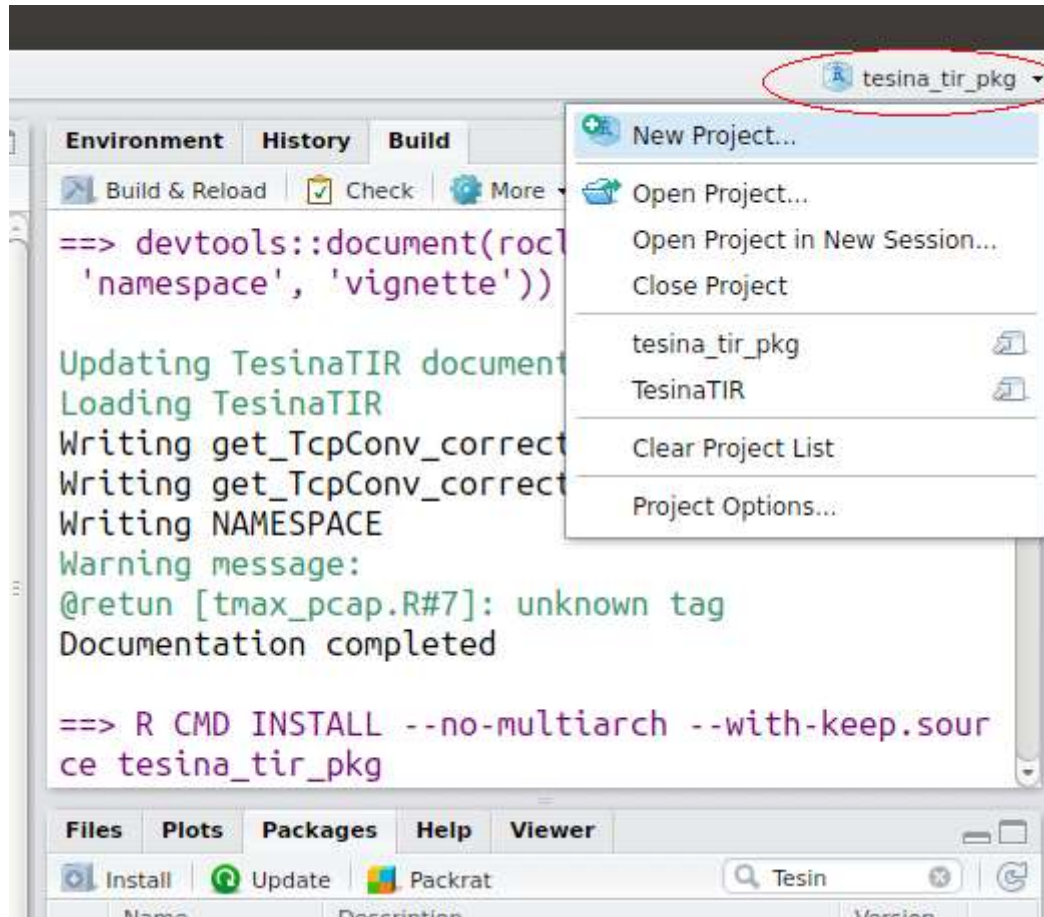 tesina_tir_pkg
Environment History Build
Build & Reload Check More
New Project...
Open Project...
Open Project in New Session...
Close Project
tesina_tir_pkg
TesinaTIR
Clear Project List
Project Options...
==> devtools::document(rocl
'namespace', 'vignette'))
Updating TesinaTIR document
Loading TesinaTIR
Writing get_TcpConv_correct
Writing get_TcpConv_correct
Writing NAMESPACE
Warning message:
@retun [tmax_pcap.R#7]: unknown tag
Documentation completed
==> R CMD INSTALL --no-multiarch --with-keep.sour
ce tesina_tir_pkg
Files Plots Packages Help Viewer
Install Update Packrat Tesin
Name Description Version